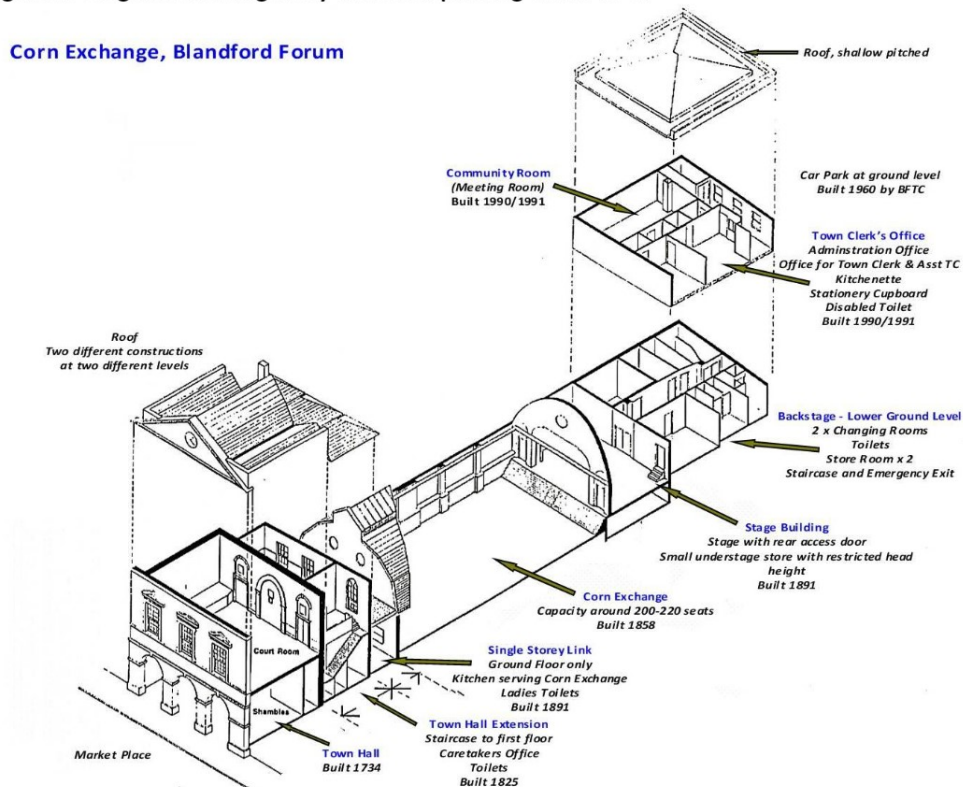 Corn Exchange, Blandford Forum
Roof, shallow pitched
Community Room
(Meeting Room)
Built 1990/1991
Car Park at ground level
Built 1960 by BFTC
Town Clerk's Office
Adminstration Office
Office for Town Clerk & Asst TC
Kitchenette
Stationery Cupboard
Disabled Toilet
Built 1990/1991
Roof
Two different constructions
at two different levels
Backstage - Lower Ground Level
2 x Changing Rooms
Toilets
Store Room x 2
Staircase and Emergency Exit
Stage Building
Stage with rear access door
Small understage store with restricted head
height
Built 1891
Corn Exchange
Capacity around 200-220 seats
Built 1858
Court Room
Single Storey Link
Ground Floor only
Kitchen serving Corn Exchange
Ladies Toilets
Built 1891
Shambles
Town Hall Extension
Staircase to first floor
Caretakers Office
Toilets
Built 1825
Town Hall
Built 1734
Market Place